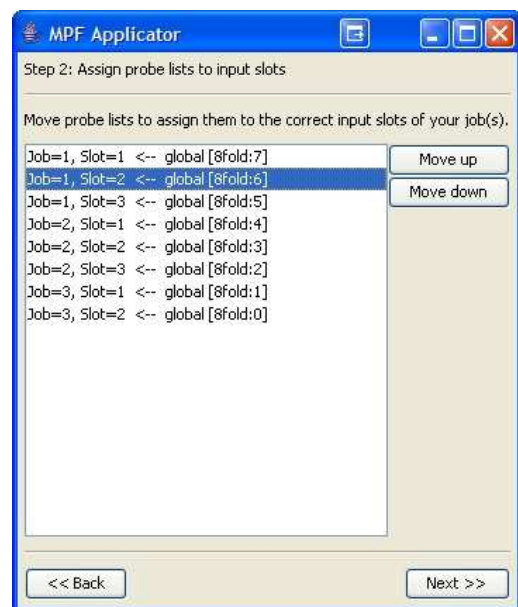 MPF Applicator
Step 2: Assign probe lists to input slots
Move probe lists to assign them to the correct input slots of your job(s).
Job=1, Slot=1 <-- global [8fold:7]
Job=1, Slot=2 <-- global [8fold:6]
Job=1, Slot=3 <-- global [8fold:5]
Job=2, Slot=1 <-- global [8fold:4]
Job=2, Slot=2 <-- global [8fold:3]
Job=2, Slot=3 <-- global [8fold:2]
Job=3, Slot=1 <-- global [8fold:1]
Job=3, Slot=2 <-- global [8fold:0]
Move up
Move down
<< Back
Next >>